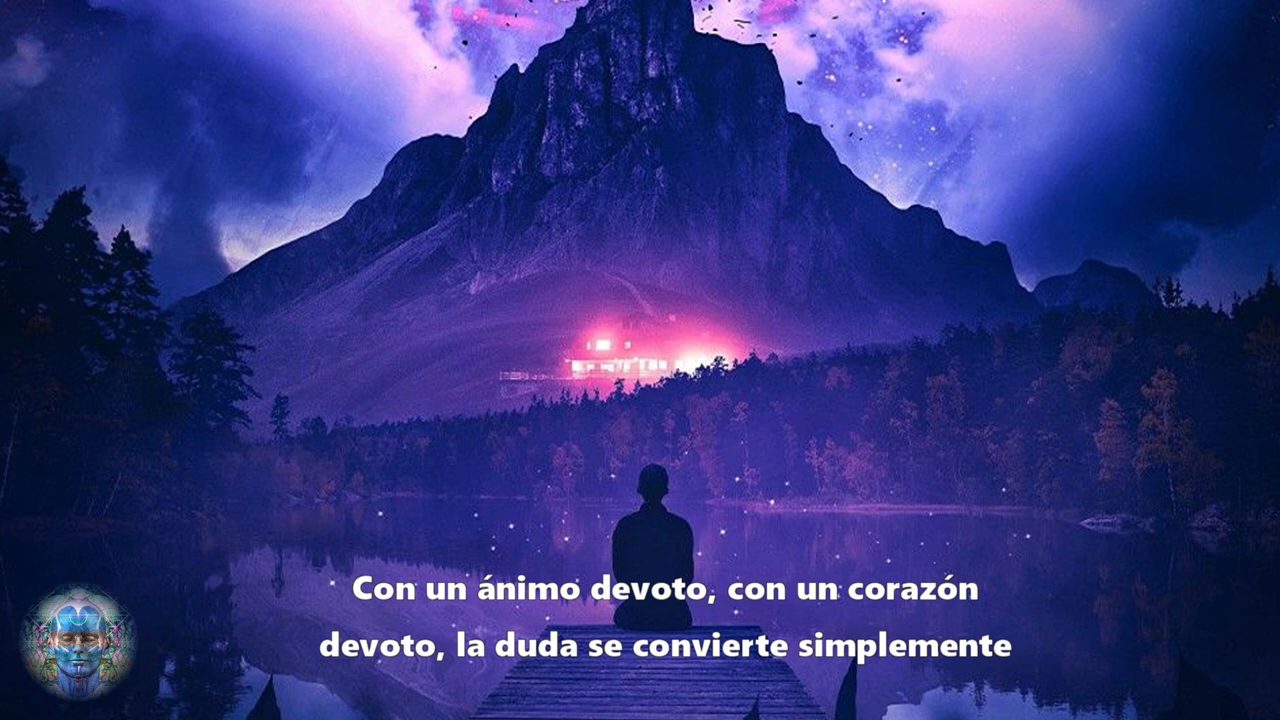 Con un ánimo devoto, con un corazón
devoto, la duda se convierte simplemente